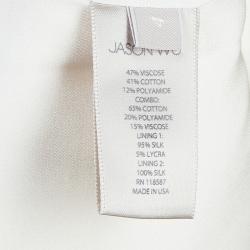 JASON WU
47% VISCOSE
41% COTTON
12% POLYAMIDE
COMBO:
65% COTTON
20% POLYAMIDE
15% VISCOSE
LINING 1:
95% SILK
5% LYCRA
LINING 2:
100% SILK
RN 118587
MADE IN USA